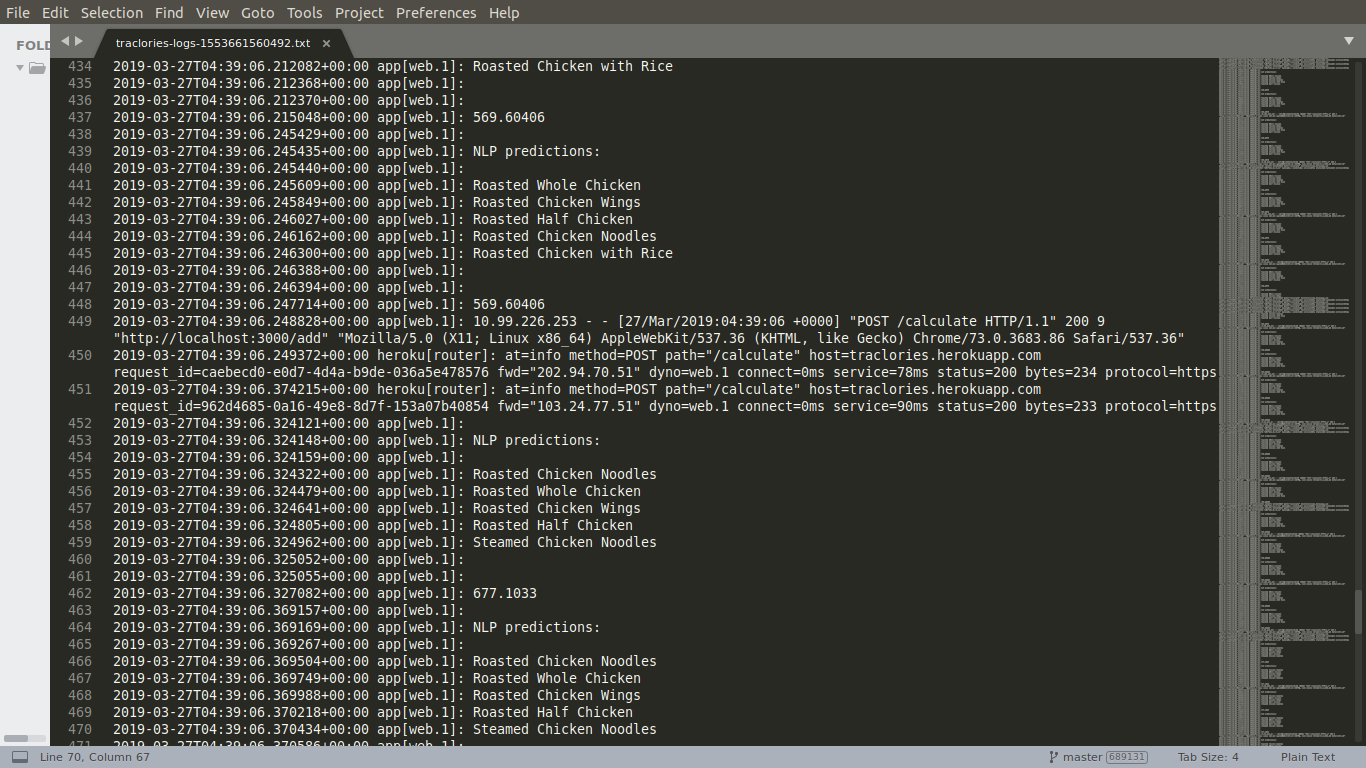 File Edit Selection Find View Goto Tools Project Preferences Help
FOLD
traclories-logs-1553661560492.txt ×
434 2019-03-27T04:39:06.212082+00:00 app[web.1]: Roasted Chicken with Rice
435 2019-03-27T04:39:06.212368+00:00 app[web.1]:
436 2019-03-27T04:39:06.212370+00:00 app[web.1]:
437 2019-03-27T04:39:06.215048+00:00 app[web.1]: 569.60406
438 2019-03-27T04:39:06.245429+00:00 app[web.1]:
439 2019-03-27T04:39:06.245435+00:00 app[web.1]: NLP predictions:
440 2019-03-27T04:39:06.245440+00:00 app[web.1]:
441 2019-03-27T04:39:06.245609+00:00 app[web.1]: Roasted Whole Chicken
442 2019-03-27T04:39:06.245849+00:00 app[web.1]: Roasted Chicken Wings
443 2019-03-27T04:39:06.246027+00:00 app[web.1]: Roasted Half Chicken
444 2019-03-27T04:39:06.246162+00:00 app[web.1]: Roasted Chicken Noodles
445 2019-03-27T04:39:06.246300+00:00 app[web.1]: Roasted Chicken with Rice
446 2019-03-27T04:39:06.246388+00:00 app[web.1]:
447 2019-03-27T04:39:06.246394+00:00 app[web.1]:
448 2019-03-27T04:39:06.247714+00:00 app[web.1]: 569.60406
449 2019-03-27T04:39:06.248828+00:00 app[web.1]: 10.99.226.253 - - [27/Mar/2019:04:39:06 +0000] "POST /calculate HTTP/1.1" 200 9
"http://localhost:3000/add" "Mozilla/5.0 (X11; Linux x86_64) AppleWebKit/537.36 (KHTML, like Gecko) Chrome/73.0.3683.86 Safari/537.36"
450 2019-03-27T04:39:06.249372+00:00 heroku[router]: at=info method=POST path="/calculate" host=traclories.herokuapp.com
request_id=caebecd0-e0d7-4d4a-b9de-036a5e478576 fwd="202.94.70.51" dyno=web.1 connect=0ms service=78ms status=200 bytes=234 protocol=https
451 2019-03-27T04:39:06.374215+00:00 heroku[router]: at=info method=POST path="/calculate" host=traclories.herokuapp.com
request_id=962d4685-0a16-49e8-8d7f-153a07b40854 fwd="103.24.77.51" dyno=web.1 connect=0ms service=90ms status=200 bytes=233 protocol=https
452 2019-03-27T04:39:06.324121+00:00 app[web.1]:
453 2019-03-27T04:39:06.324148+00:00 app[web.1]: NLP predictions:
454 2019-03-27T04:39:06.324159+00:00 app[web.1]:
455 2019-03-27T04:39:06.324322+00:00 app[web.1]: Roasted Chicken Noodles
456 2019-03-27T04:39:06.324479+00:00 app[web.1]: Roasted Whole Chicken
457 2019-03-27T04:39:06.324641+00:00 app[web.1]: Roasted Chicken Wings
458 2019-03-27T04:39:06.324805+00:00 app[web.1]: Roasted Half Chicken
459 2019-03-27T04:39:06.324962+00:00 app[web.1]: Steamed Chicken Noodles
460 2019-03-27T04:39:06.325052+00:00 app[web.1]:
461 2019-03-27T04:39:06.325055+00:00 app[web.1]:
462 2019-03-27T04:39:06.327082+00:00 app[web.1]: 677.1033
463 2019-03-27T04:39:06.369157+00:00 app[web.1]:
464 2019-03-27T04:39:06.369169+00:00 app[web.1]: NLP predictions:
465 2019-03-27T04:39:06.369267+00:00 app[web.1]:
466 2019-03-27T04:39:06.369504+00:00 app[web.1]: Roasted Chicken Noodles
467 2019-03-27T04:39:06.369749+00:00 app[web.1]: Roasted Whole Chicken
468 2019-03-27T04:39:06.369988+00:00 app[web.1]: Roasted Chicken Wings
469 2019-03-27T04:39:06.370218+00:00 app[web.1]: Roasted Half Chicken
470 2019-03-27T04:39:06.370434+00:00 app[web.1]: Steamed Chicken Noodles
471 2019-03-27T04:39:06.370586+00:00 app[web.1]:
Line 70, Column 67 master 689131 Tab Size: 4 Plain Text